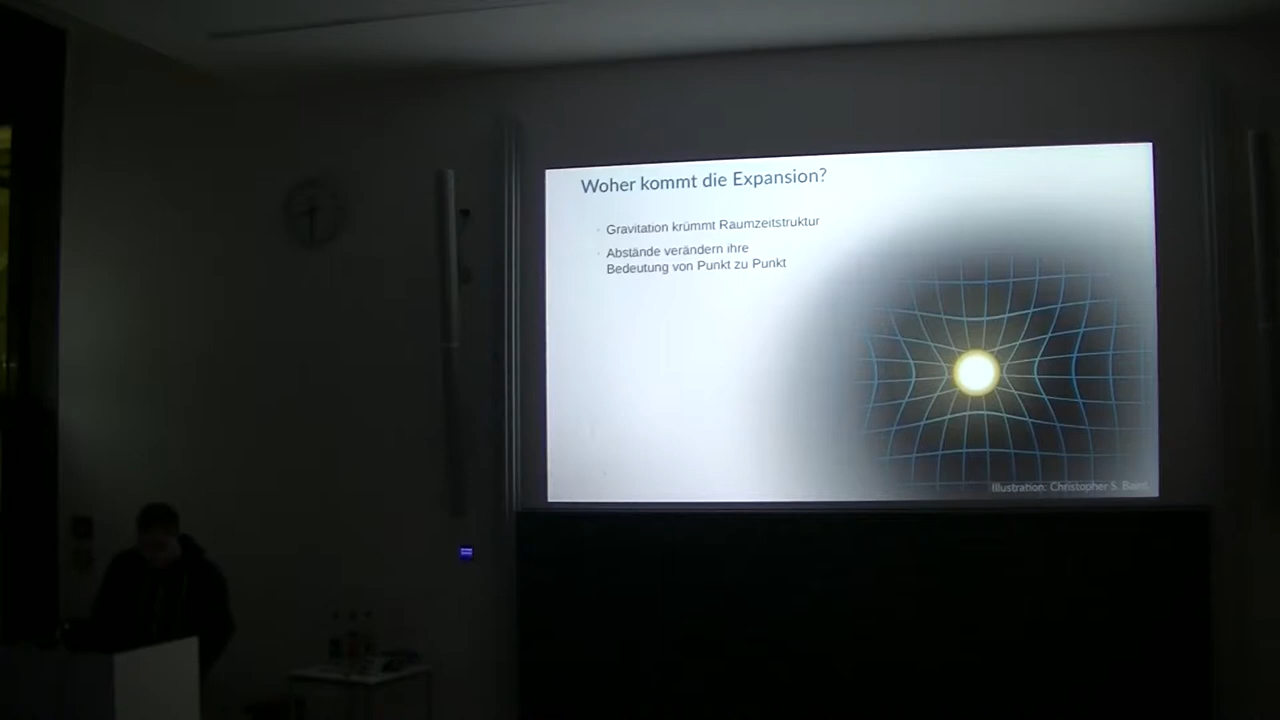 Woher kommt die Expansion?
Gravitation krümmt Raumzeitstruktur
Abstände verändern ihre
Bedeutung von Punkt zu Punkt
Illustration: Christopher S. Baird